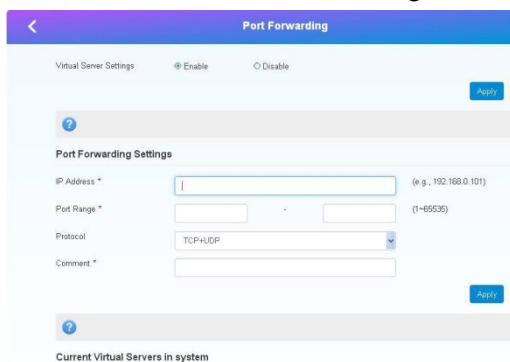 Port Forwarding
Virtual Server Settings Enable Disable
Apply
?
Port Forwarding Settings
IP Address * (e.g., 192.168.0.101)
Port Range * - (1~65535)
Protocol TCP+UDP
Comment *
Apply
?
Current Virtual Servers in system